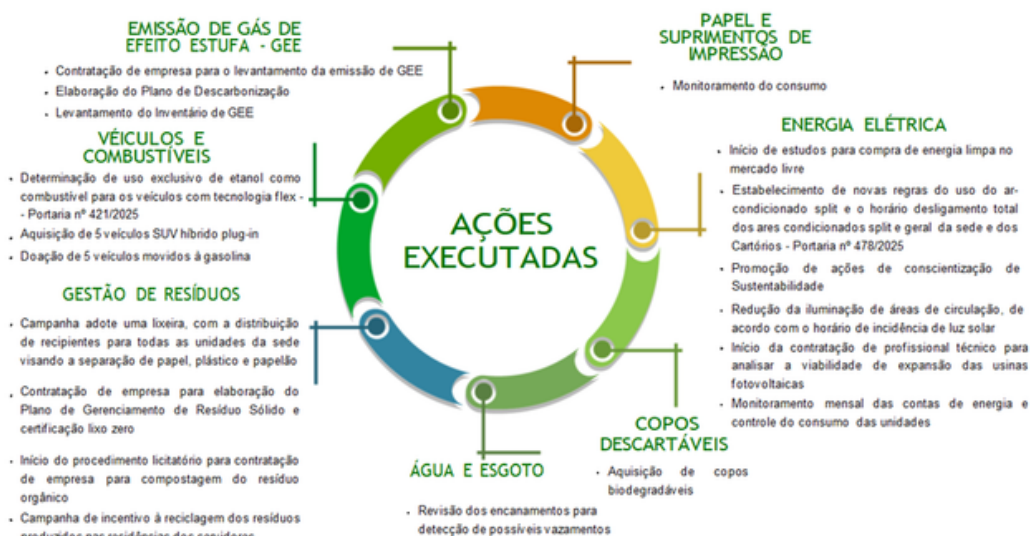 EMISSÃO DE GÁS DE
EFEITO ESTUFA - GEE
• Contratação de empresa para o levantamento da emissão de GEE
• Elaboração do Plano de Descarbonização
• Levantamento do Inventário de GEE
VÉICULOS E
COMBUSTÍVEIS
• Determinação de uso exclusivo de etanol como
combustível para os veículos com tecnologia flex -
- Portaria nº 421/2025
• Aquisição de 5 veículos SUV híbrido plug-in
• Doação de 5 veículos movidos à gasolina
GESTÃO DE RESÍDUOS
• Campanha adote uma lixeira, com a distribuição
de recipientes para todas as unidades da sede
visando a separação de papel, plástico e papelão
• Contratação de empresa para elaboração do
Plano de Gerenciamento de Resíduo Sólido e
certificação lixo zero
• Início do procedimento licitatório para contratação
de empresa para compostagem do resíduo
orgânico
• Campanha de incentivo à reciclagem dos resíduos
produzidos nas residências dos servidores
AÇÕES
EXECUTADAS
PAPEL E
SUPRIMENTOS DE
IMPRESSÃO
• Monitoramento do consumo
ENERGIA ELÉTRICA
• Início de estudos para compra de energia limpa no
mercado livre
• Estabelecimento de novas regras do uso do ar-
condicionado split e o horário desligamento total
dos ares condicionados split e geral da sede e dos
Cartórios - Portaria nº 478/2025
• Promoção de ações de conscientização de
Sustentabilidade
• Redução da iluminação de áreas de circulação, de
acordo com o horário de incidência de luz solar
• Início da contratação de profissional técnico para
analisar a viabilidade de expansão das usinas
fotovoltaicas
• Monitoramento mensal das contas de energia e
controle do consumo das unidades
COPOS
DESCARTÁVEIS
• Aquisição de copos
biodegradáveis
ÁGUA E ESGOTO
• Revisão dos encanamentos para
detecção de possíveis vazamentos